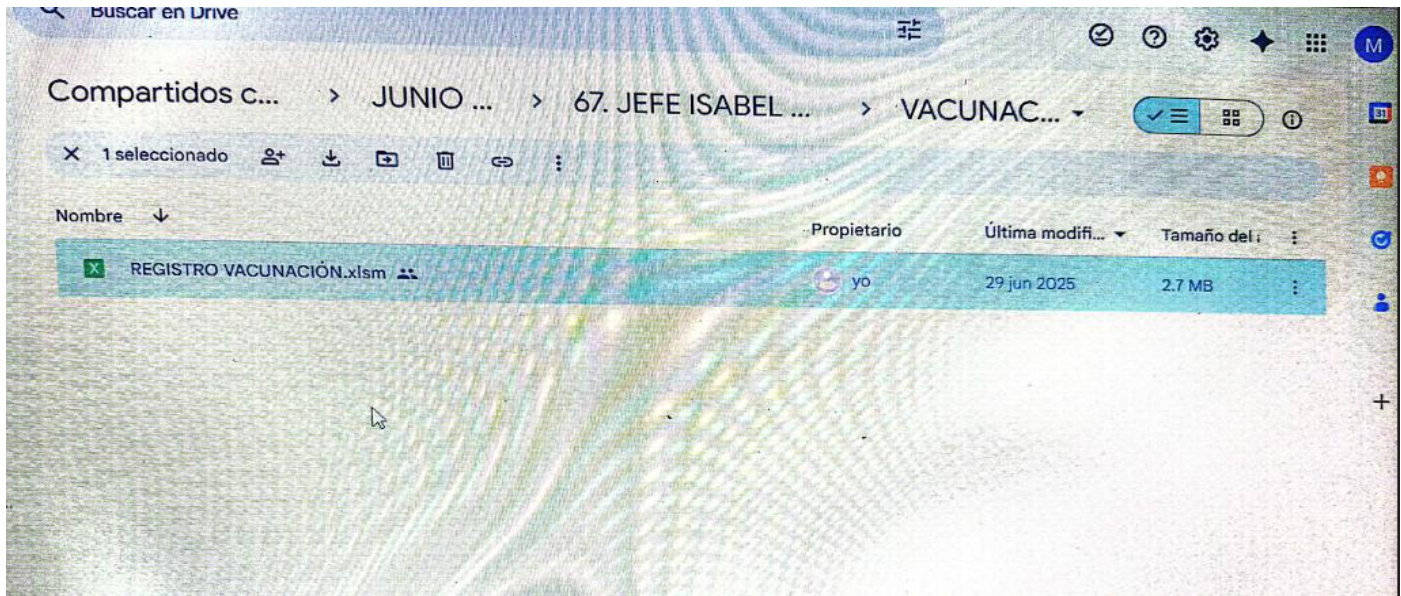 Buscar en Drive
M
Compartidos c... > JUNIO ... > 67. JEFE ISABEL ... > VACUNAC...
31
1 seleccionado
Nombre
Propietario
Última modifi...
Tamaño del
REGISTRO VACUNACIÓN.xlsm
yo
29 jun 2025
2.7 MB